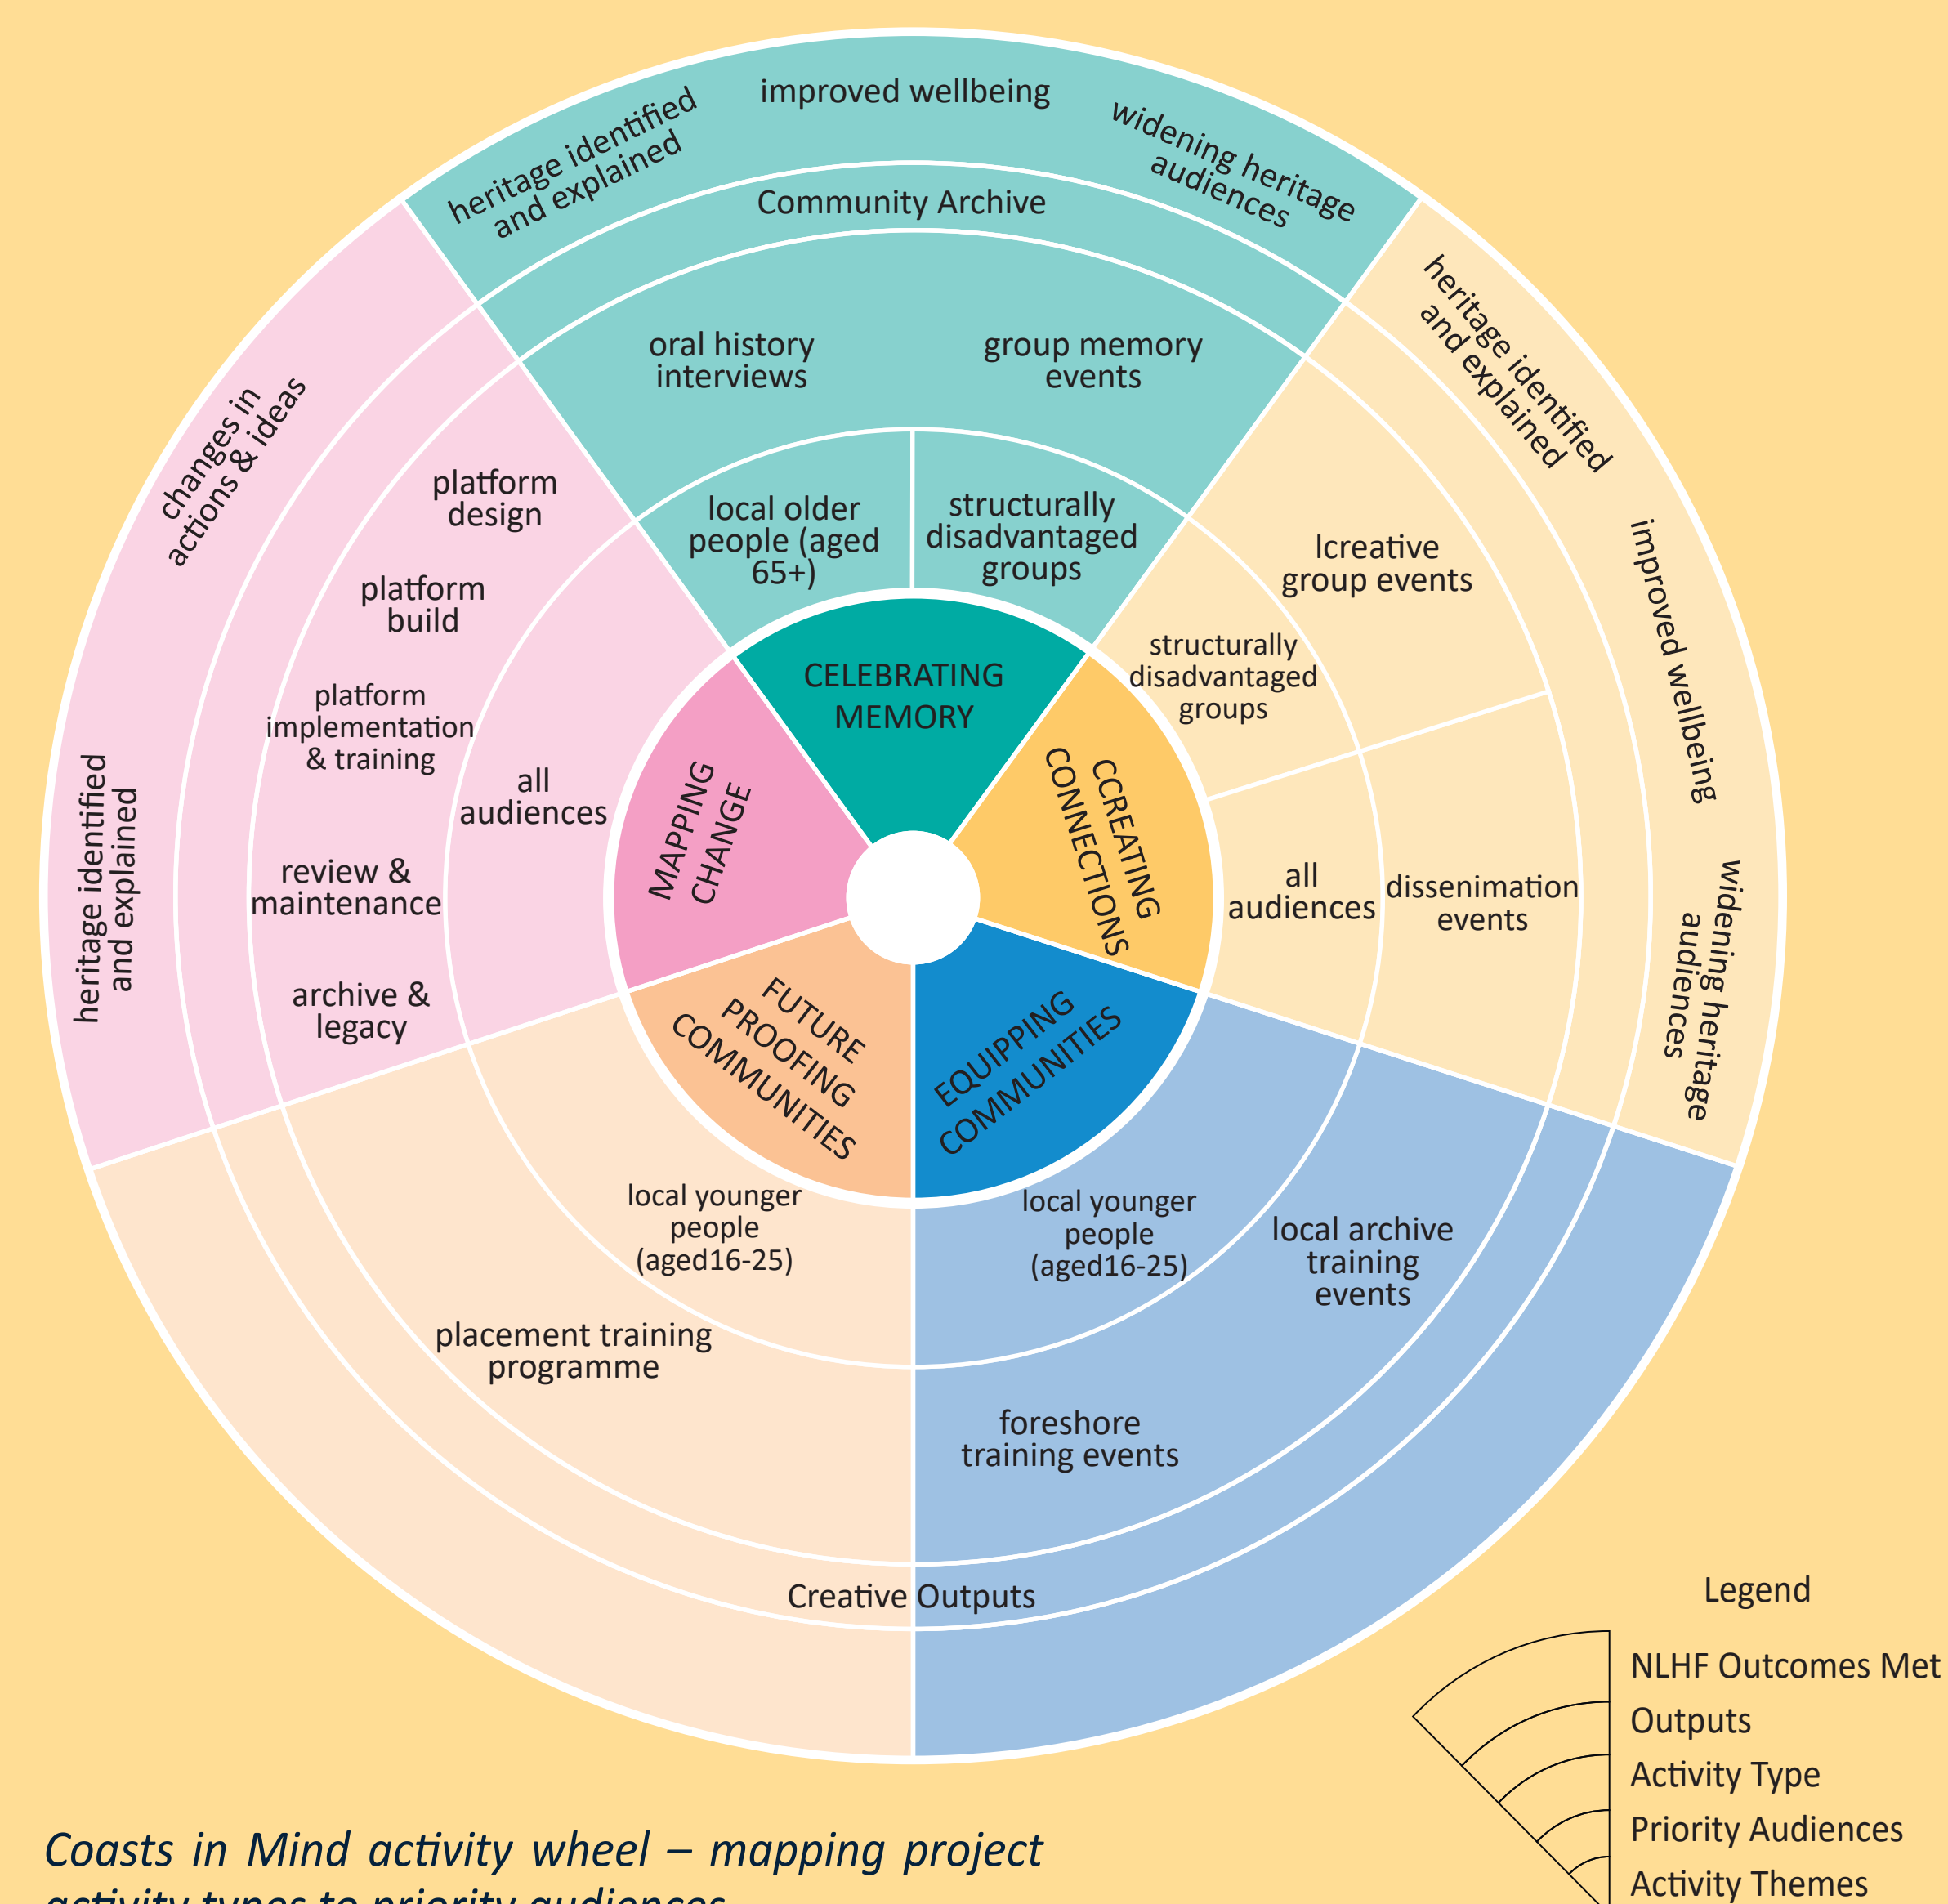 heritage identified
and explained
improved wellbeing
widening heritage
audiences
Community Archive
oral history
interviews
group memory
events
local older
people (aged
65+)
structurally
disadvantaged
groups
CELEBRATING
MEMORY
heritage identified
and explained
improved wellbeing
widening heritage
audiences
lcreative
group events
structurally
disadvantaged
groups
all
audiences
dissenimation
events
CCREATING
CONNECTIONS
EQUIPPING
COMMUNITIES
local younger
people
(aged16-25)
local archive
training
events
foreshore
training events
FUTURE
PROOFING
COMMUNITIES
local younger
people
(aged16-25)
placement training
programme
Creative Outputs
MAPPING
CHANGE
all
audiences
platform
design
platform
build
platform
implementation
& training
review &
maintenance
archive &
legacy
changes in
actions & ideas
heritage identified
and explained
Legend
NLHF Outcomes Met
Outputs
Activity Type
Priority Audiences
Activity Themes
Coasts in Mind activity wheel – mapping project
activity types to priority audiences